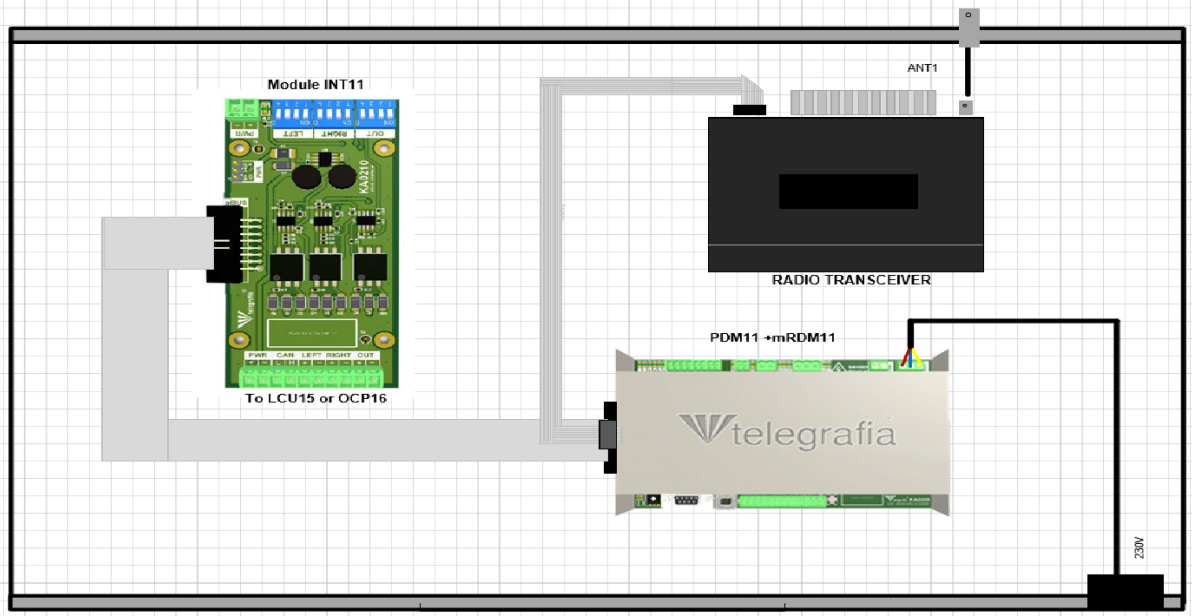 ANT1
Module INT11
PWR
LEFT
RIGHT
OUT
KA0210
telegrafia
PWR CAN LEFT RIGHT OUT
To LCU15 or OCP16
RADIO TRANSCEIVER
PDM11 +mRDM11
telegrafia
230V